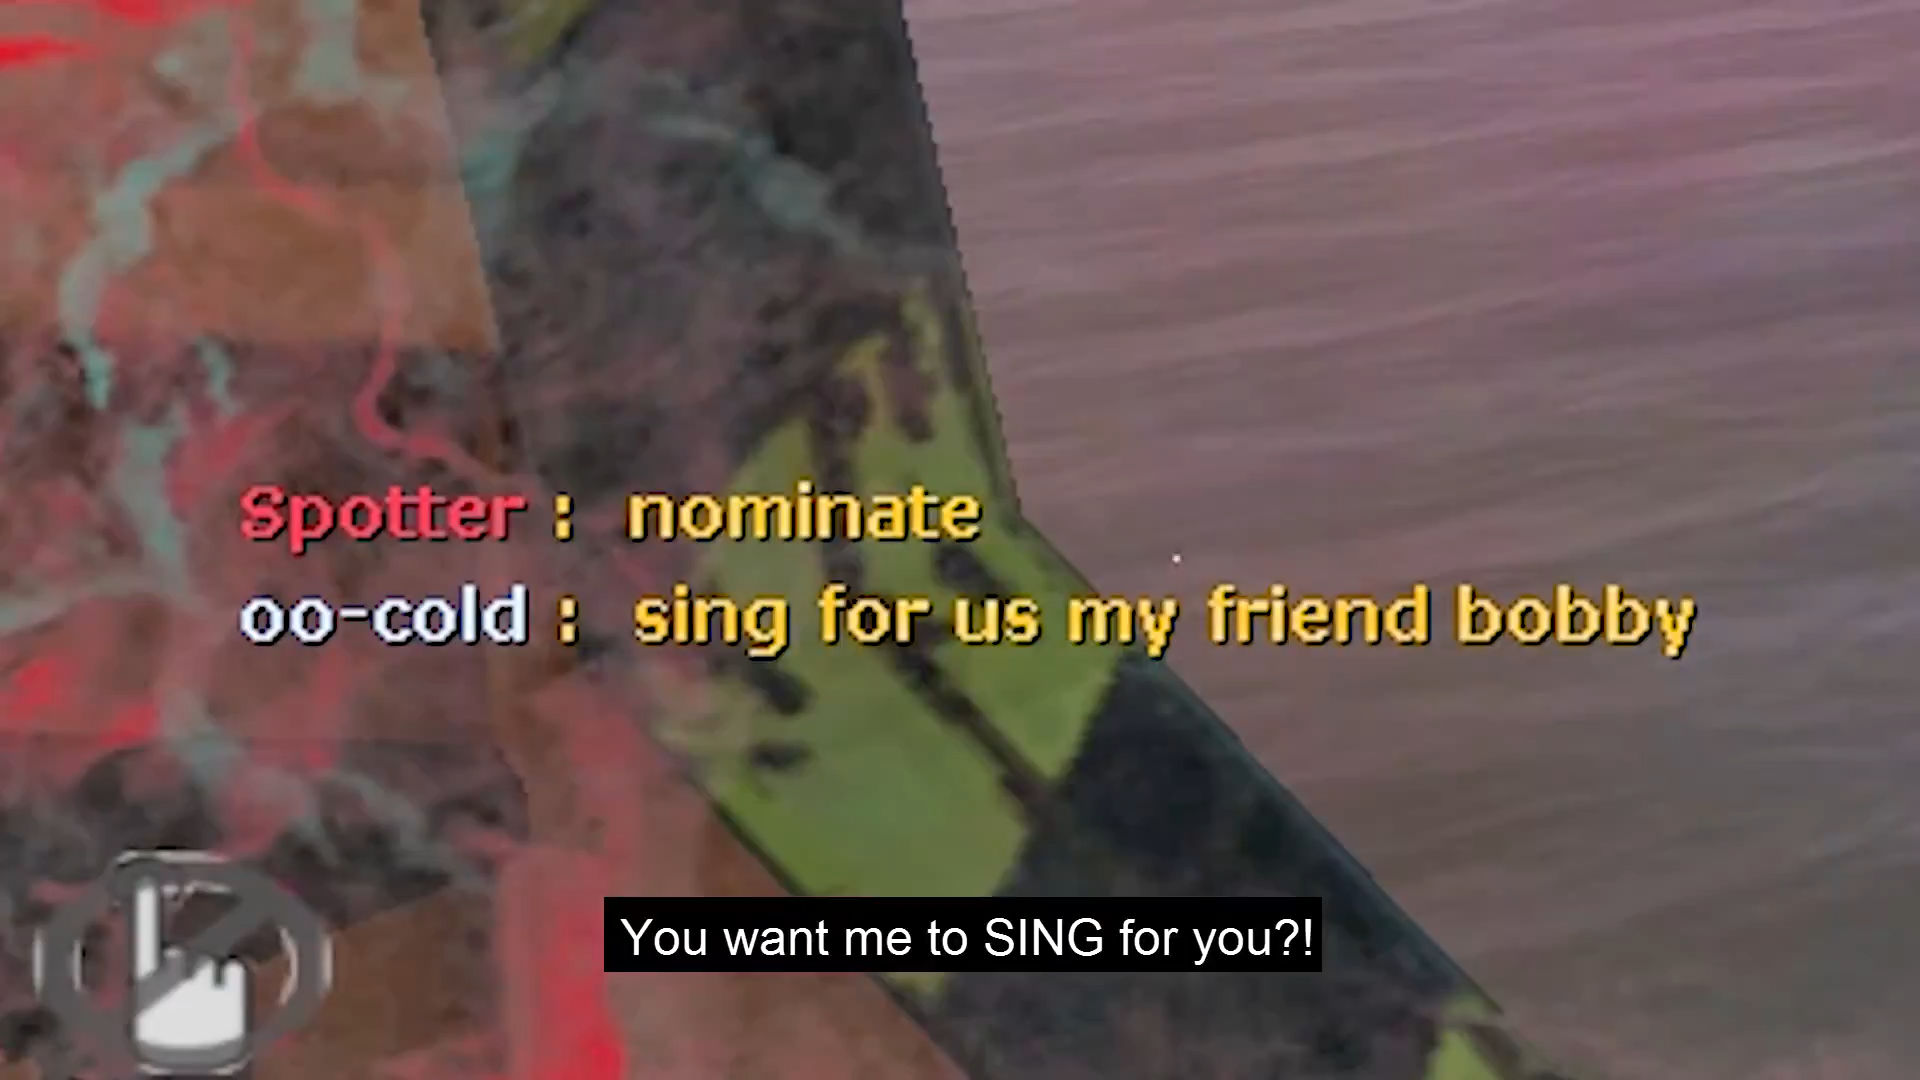 Spotter : nominate
oo-cold : sing for us my friend bobby
You want me to SING for you?!